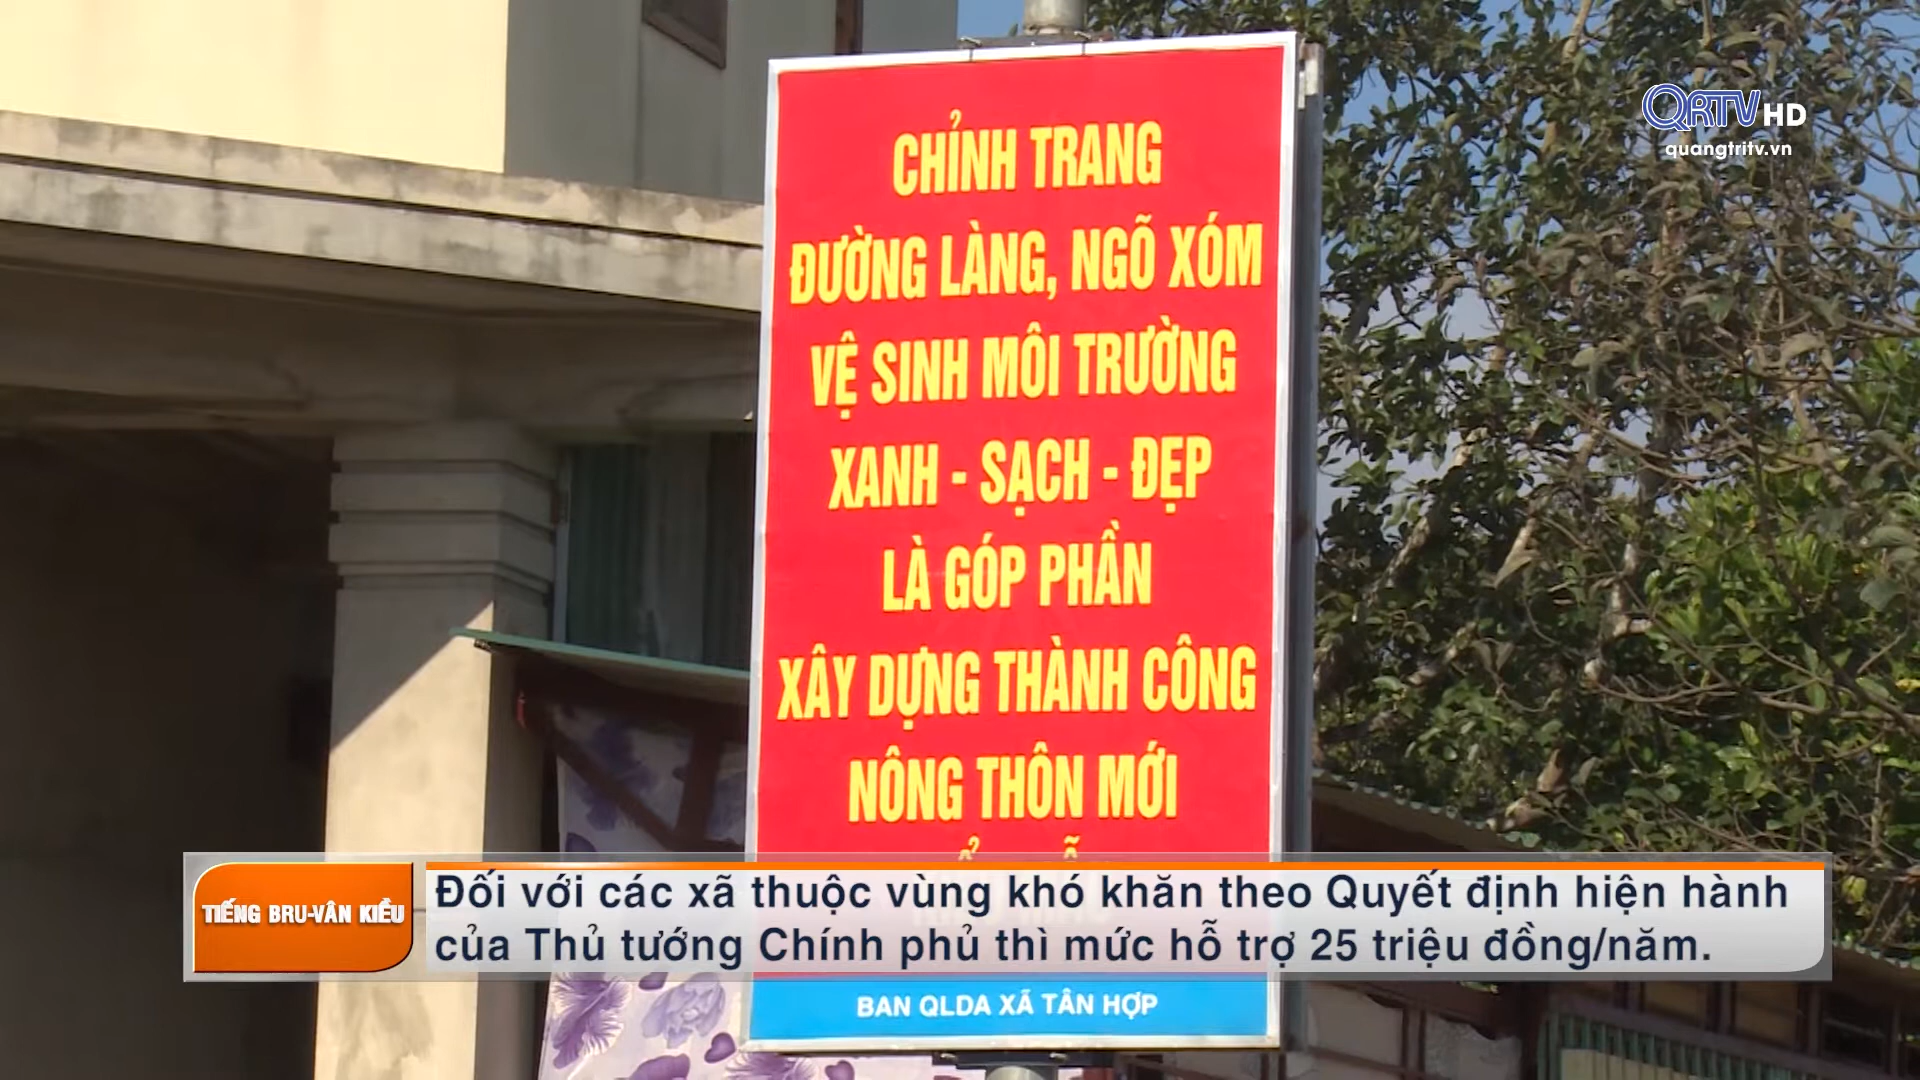 QRTV HD
quangtritv.vn
CHỈNH TRANG
ĐƯỜNG LÀNG, NGÕ XÓM
VỆ SINH MÔI TRƯỜNG
XANH - SẠCH - ĐẸP
LÀ GÓP PHẦN
XÂY DỰNG THÀNH CÔNG
NÔNG THÔN MỚI
TIẾNG BRU-VÂN KIỀU
Đối với các xã thuộc vùng khó khăn theo Quyết định hiện hành
của Thủ tướng Chính phủ thì mức hỗ trợ 25 triệu đồng/năm.
BAN QLDA XÃ TÂN HỢP